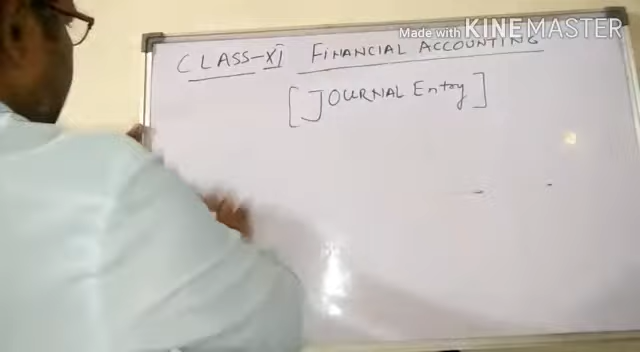 Made with KINEMASTER
CLASS-XI FINANCIAL ACCOUNTING
[JOURNAL Entry]